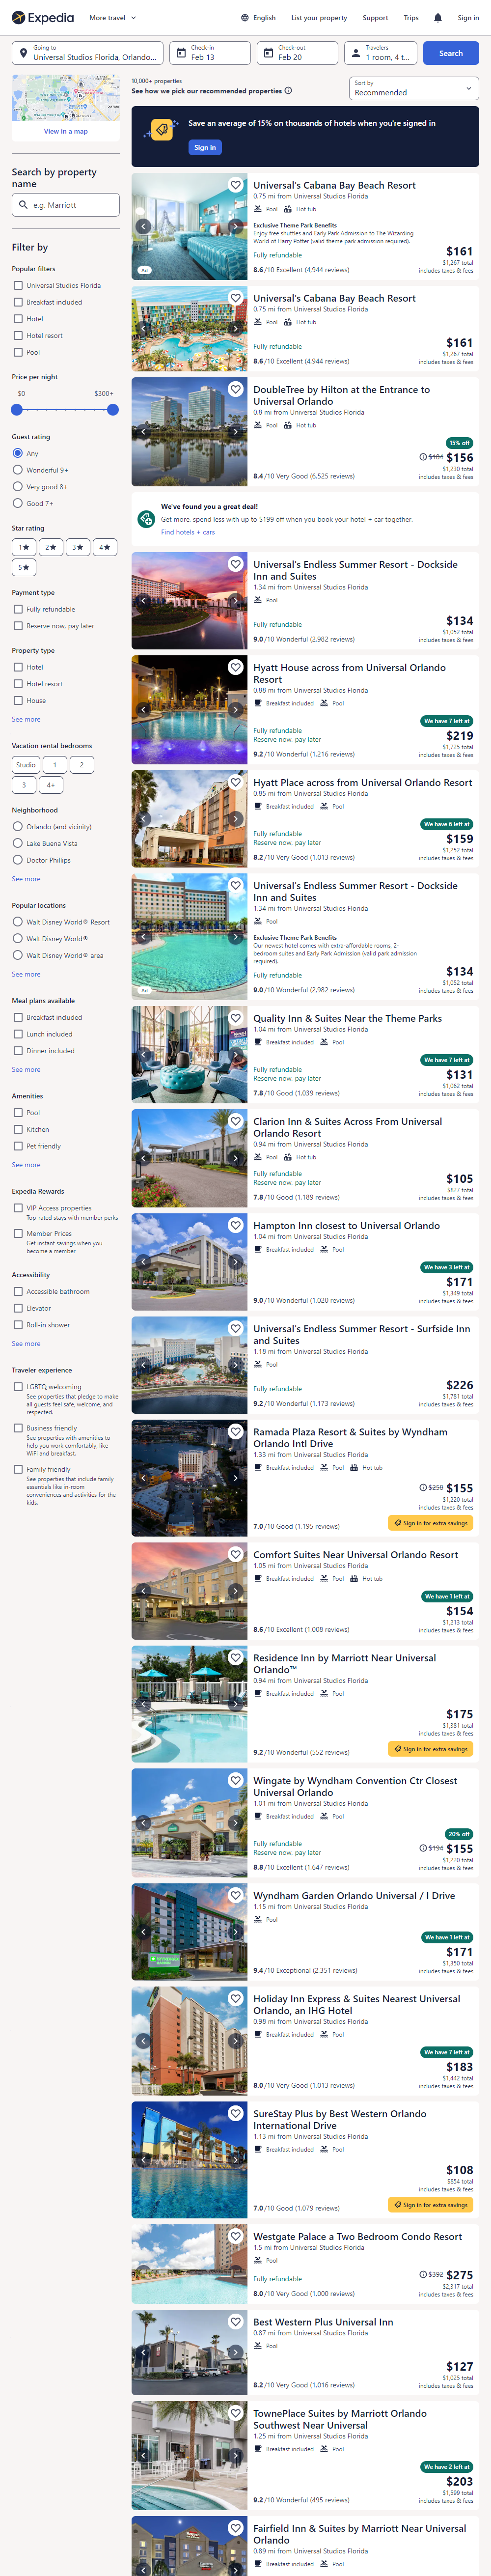 Expedia
More travel
English
List your property
Support
Trips
Sign in
Going to
Universal Studios Florida, Orlando...
Check-in
Feb 13
Check-out
Feb 20
Travelers
1 room, 4 t...
Search
View in a map
Search by property
name
e.g. Marriott
Filter by
Popular filters
Universal Studios Florida
Breakfast included
Hotel
Hotel resort
Pool
Price per night
$0
$300+
Guest rating
Any
Wonderful 9+
Very good 8+
Good 7+
Star rating
1★
2★
3★
4★
5★
Payment type
Fully refundable
Reserve now, pay later
Property type
Hotel
Hotel resort
House
See more
Vacation rental bedrooms
Studio
1
2
3
4+
Neighborhood
Orlando (and vicinity)
Lake Buena Vista
Doctor Phillips
See more
Popular locations
Walt Disney World® Resort
Walt Disney World®
Walt Disney World® area
See more
Meal plans available
Breakfast included
Lunch included
Dinner included
See more
Amenities
Pool
Kitchen
Pet friendly
See more
Expedia Rewards
VIP Access properties
Top-rated stays with member perks
Member Prices
Get instant savings when you
become a member
Accessibility
Accessible bathroom
Elevator
Roll-in shower
See more
Traveler experience
LGBTQ welcoming
See properties that pledge to make
all guests feel safe, welcome, and
respected.
Business friendly
See properties with amenities to
help you work comfortably, like
WiFi and breakfast.
Family friendly
See properties that include family
essentials like in-room
conveniences and activities for the
kids.
10,000+ properties
See how we pick our recommended properties
Sort by
Recommended
Save an average of 15% on thousands of hotels when you're signed in
Sign in
Universal's Cabana Bay Beach Resort
0.75 mi from Universal Studios Florida
Pool Hot tub
Exclusive Theme Park Benefits
Enjoy free shuttles and Early Park Admission to The Wizarding
World of Harry Potter (valid theme park admission required).
Fully refundable
8.6/10 Excellent (4,944 reviews)
$161
$1,267 total
includes taxes & fees
Ad
Universal's Cabana Bay Beach Resort
0.75 mi from Universal Studios Florida
Pool Hot tub
Fully refundable
8.6/10 Excellent (4,944 reviews)
$161
$1,267 total
includes taxes & fees
DoubleTree by Hilton at the Entrance to
Universal Orlando
0.8 mi from Universal Studios Florida
Pool Hot tub
15% off
$184 $156
$1,230 total
includes taxes & fees
8.4/10 Very Good (6,525 reviews)
We've found you a great deal!
Get more, spend less with up to $199 off when you book your hotel + car together.
Find hotels + cars
Universal's Endless Summer Resort - Dockside
Inn and Suites
1.34 mi from Universal Studios Florida
Pool
Fully refundable
9.0/10 Wonderful (2,982 reviews)
$134
$1,052 total
includes taxes & fees
Hyatt House across from Universal Orlando
Resort
0.88 mi from Universal Studios Florida
Breakfast included Pool
Fully refundable
Reserve now, pay later
9.2/10 Wonderful (1,216 reviews)
We have 7 left at
$219
$1,725 total
includes taxes & fees
Hyatt Place across from Universal Orlando Resort
0.85 mi from Universal Studios Florida
Breakfast included Pool
Fully refundable
Reserve now, pay later
8.2/10 Very Good (1,013 reviews)
We have 6 left at
$159
$1,252 total
includes taxes & fees
Universal's Endless Summer Resort - Dockside
Inn and Suites
1.34 mi from Universal Studios Florida
Pool
Exclusive Theme Park Benefits
Our newest hotel comes with extra-affordable rooms, 2-
bedroom suites and Early Park Admission (valid park admission
required).
Fully refundable
9.0/10 Wonderful (2,982 reviews)
$134
$1,052 total
includes taxes & fees
Ad
Quality Inn & Suites Near the Theme Parks
1.04 mi from Universal Studios Florida
Breakfast included Pool
Fully refundable
Reserve now, pay later
7.8/10 Good (1,039 reviews)
We have 7 left at
$131
$1,062 total
includes taxes & fees
Clarion Inn & Suites Across From Universal
Orlando Resort
0.94 mi from Universal Studios Florida
Pool Hot tub
Fully refundable
Reserve now, pay later
7.8/10 Good (1,189 reviews)
$105
$827 total
includes taxes & fees
Hampton Inn closest to Universal Orlando
1.04 mi from Universal Studios Florida
Breakfast included Pool
9.0/10 Wonderful (1,020 reviews)
We have 3 left at
$171
$1,349 total
includes taxes & fees
Universal's Endless Summer Resort - Surfside Inn
and Suites
1.18 mi from Universal Studios Florida
Pool
Fully refundable
9.2/10 Wonderful (1,173 reviews)
$226
$1,781 total
includes taxes & fees
Ramada Plaza Resort & Suites by Wyndham
Orlando Intl Drive
1.33 mi from Universal Studios Florida
Breakfast included Pool Hot tub
$258 $155
$1,220 total
includes taxes & fees
Sign in for extra savings
7.0/10 Good (1,195 reviews)
Comfort Suites Near Universal Orlando Resort
1.05 mi from Universal Studios Florida
Breakfast included Pool Hot tub
8.6/10 Excellent (1,008 reviews)
We have 1 left at
$154
$1,213 total
includes taxes & fees
Residence Inn by Marriott Near Universal
Orlando™
0.94 mi from Universal Studios Florida
Breakfast included Pool
$175
$1,381 total
includes taxes & fees
Sign in for extra savings
9.2/10 Wonderful (552 reviews)
Wingate by Wyndham Convention Ctr Closest
Universal Orlando
1.01 mi from Universal Studios Florida
Breakfast included Pool
Fully refundable
Reserve now, pay later
8.8/10 Excellent (1,647 reviews)
20% off
$194 $155
$1,220 total
includes taxes & fees
Wyndham Garden Orlando Universal / I Drive
1.15 mi from Universal Studios Florida
Pool
9.4/10 Exceptional (2,351 reviews)
We have 1 left at
$171
$1,350 total
includes taxes & fees
Holiday Inn Express & Suites Nearest Universal
Orlando, an IHG Hotel
0.98 mi from Universal Studios Florida
Breakfast included Pool
8.0/10 Very Good (1,013 reviews)
We have 7 left at
$183
$1,442 total
includes taxes & fees
SureStay Plus by Best Western Orlando
International Drive
1.13 mi from Universal Studios Florida
Breakfast included Pool
$108
$854 total
includes taxes & fees
Sign in for extra savings
7.0/10 Good (1,079 reviews)
Westgate Palace a Two Bedroom Condo Resort
1.5 mi from Universal Studios Florida
Pool
Fully refundable
8.0/10 Very Good (1,000 reviews)
$392 $275
$2,317 total
includes taxes & fees
Best Western Plus Universal Inn
0.87 mi from Universal Studios Florida
Pool
8.2/10 Very Good (1,016 reviews)
$127
$1,025 total
includes taxes & fees
TownePlace Suites by Marriott Orlando
Southwest Near Universal
1.25 mi from Universal Studios Florida
Breakfast included Pool
9.2/10 Wonderful (495 reviews)
We have 2 left at
$203
$1,599 total
includes taxes & fees
Fairfield Inn & Suites by Marriott Near Universal
Orlando
0.89 mi from Universal Studios Florida
Breakfast included Pool